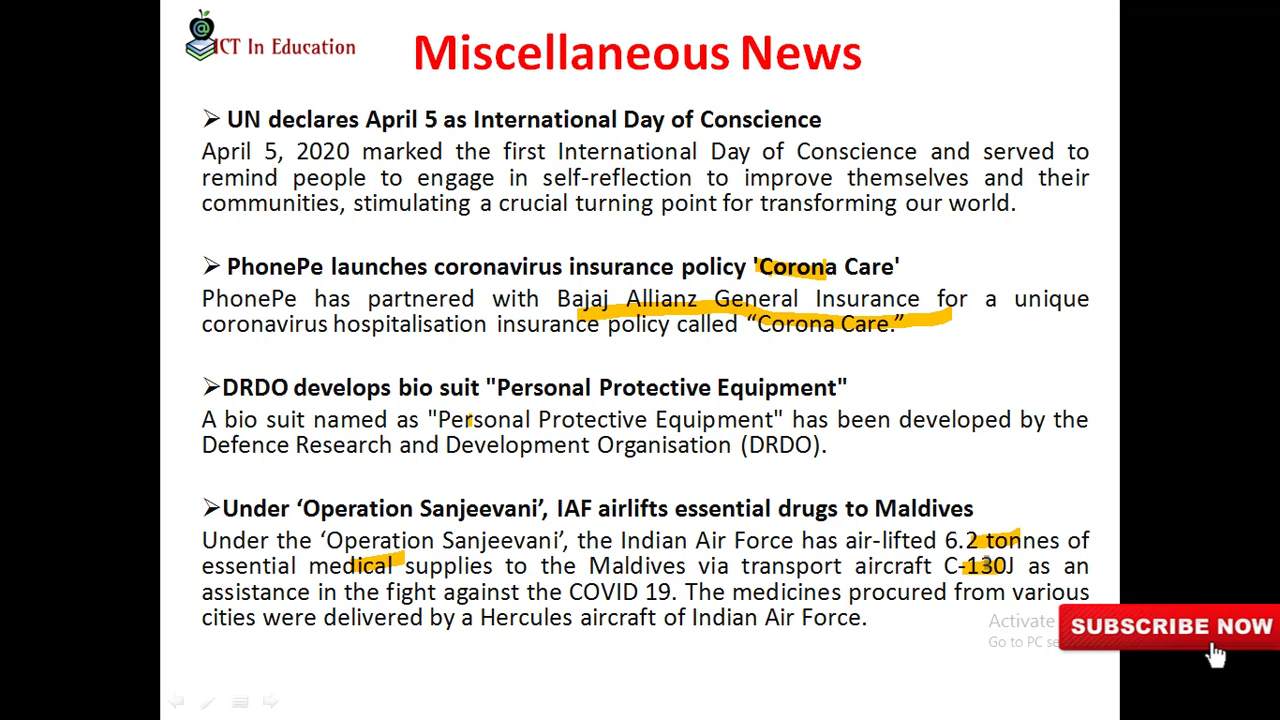 ICT In Education
Miscellaneous News
➢ UN declares April 5 as International Day of Conscience
April 5, 2020 marked the first International Day of Conscience and served to
remind people to engage in self-reflection to improve themselves and their
communities, stimulating a crucial turning point for transforming our world.
➢ PhonePe launches coronavirus insurance policy 'Corona Care'
PhonePe has partnered with Bajaj Allianz General Insurance for a unique
coronavirus hospitalisation insurance policy called “Corona Care.”
➢DRDO develops bio suit "Personal Protective Equipment"
A bio suit named as "Personal Protective Equipment" has been developed by the
Defence Research and Development Organisation (DRDO).
➢Under ‘Operation Sanjeevani’, IAF airlifts essential drugs to Maldives
Under the ‘Operation Sanjeevani’, the Indian Air Force has air-lifted 6.2 tonnes of
essential medical supplies to the Maldives via transport aircraft C-130J as an
assistance in the fight against the COVID 19. The medicines procured from various
cities were delivered by a Hercules aircraft of Indian Air Force.
Activate
Go to PC
SUBSCRIBE NOW